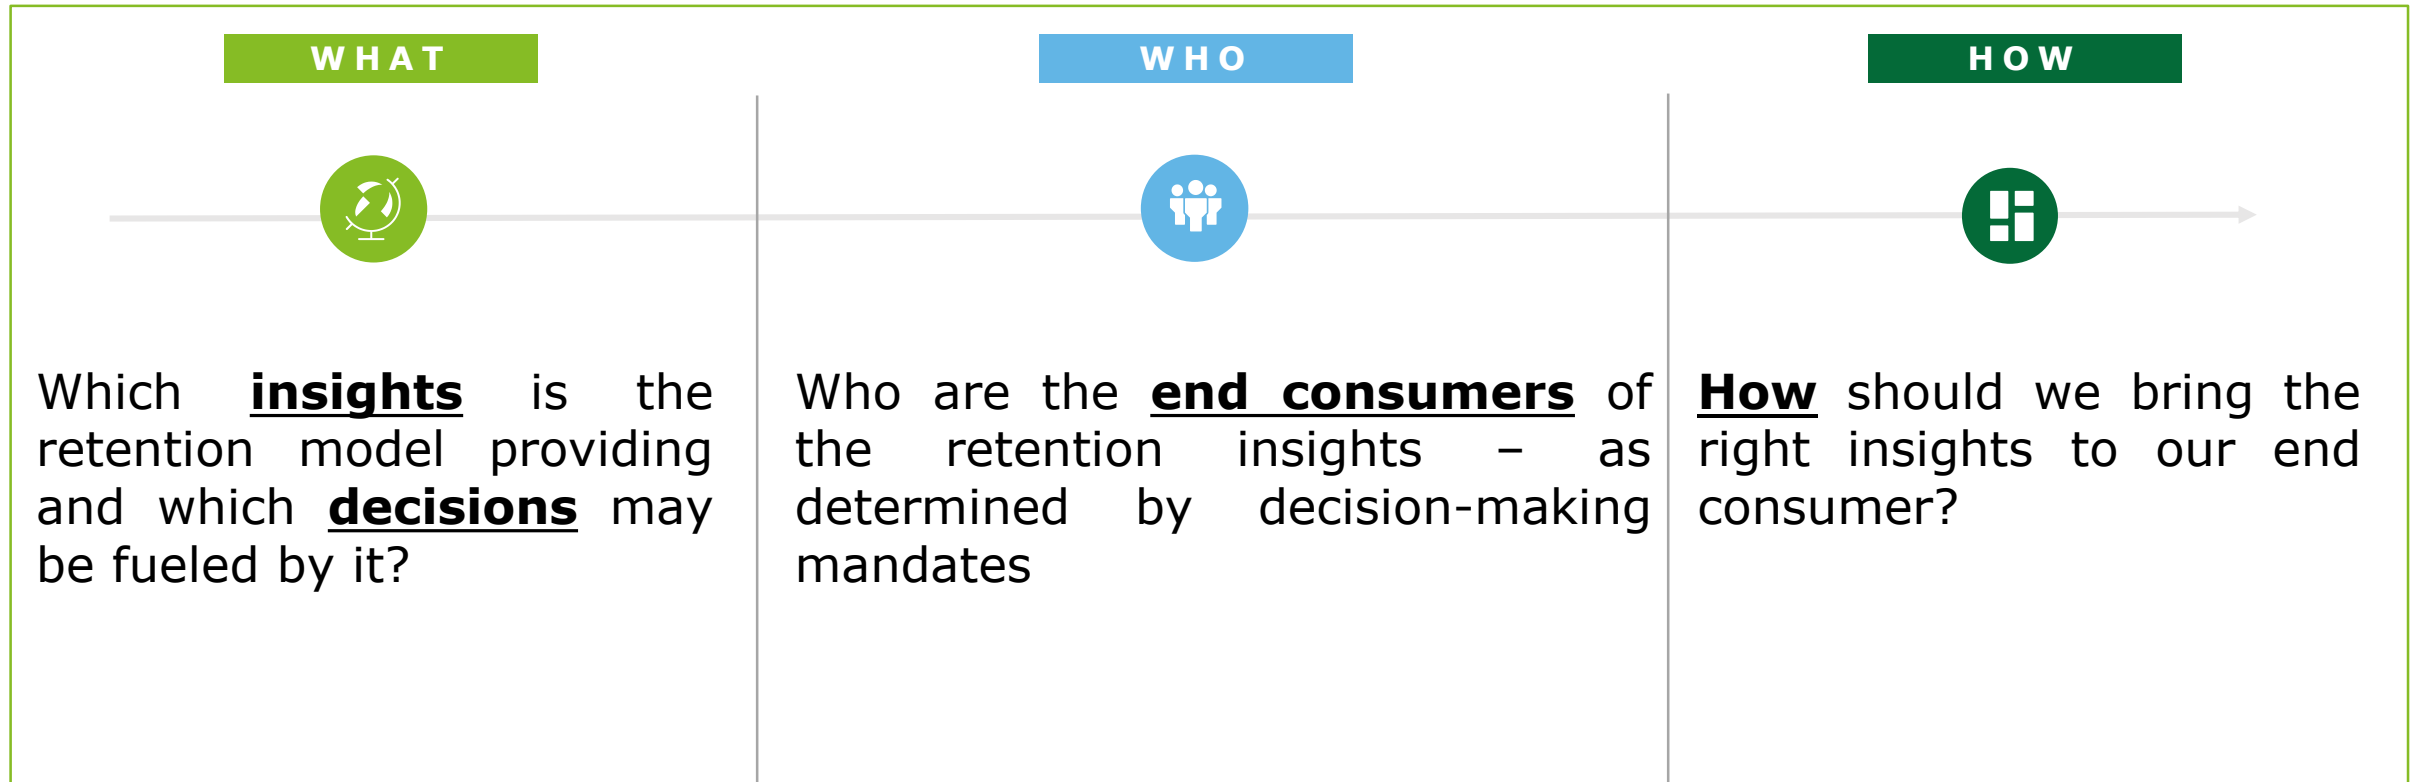 WHAT
Which insights is the
retention model providing
and which decisions may
be fueled by it?
WHO
Who are the end consumers of
the retention insights – as
determined by decision-making
mandates
HOW
How should we bring the
right insights to our end
consumer?